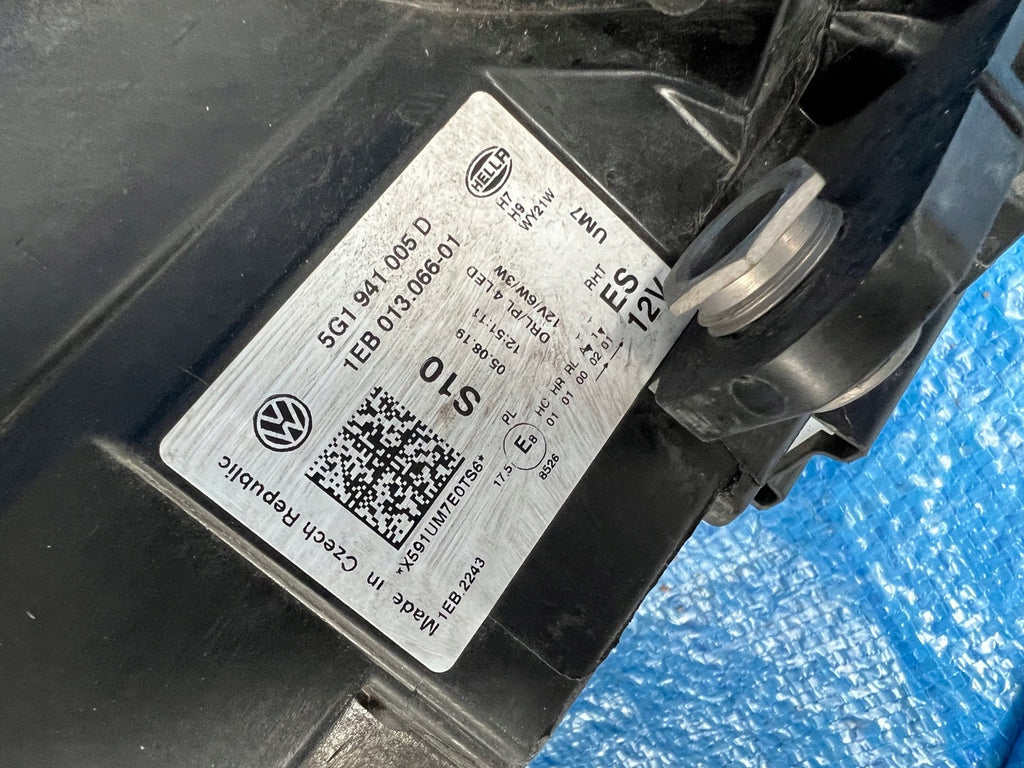 HELLA
H7
H9
WY21W
UM7
5G1 941 005 D
1EB 013.066-01
DRL/PL 4 LED
12V/6W/3W
RHT
ES
12V
S10
05.08.19
12:51:11
PL
HC HR RL
01 01 00 02 01
17.5
E8
8526
*X591UM7E0TS6*
Made in Czech Republic
1EB.2243